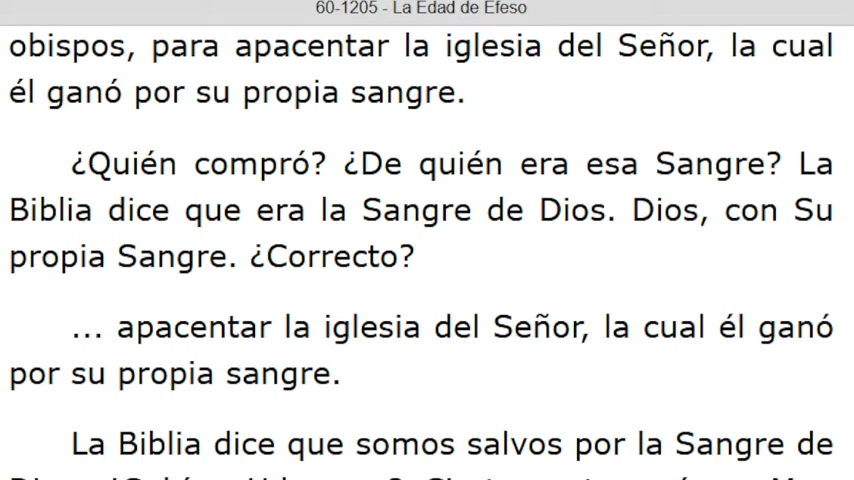 60-1205 - La Edad de Efeso
obispos, para apacentar la iglesia del Señor, la cual
él ganó por su propia sangre.
¿Quién compró? ¿De quién era esa Sangre? La
Biblia dice que era la Sangre de Dios. Dios, con Su
propia Sangre. ¿Correcto?
... apacentar la iglesia del Señor, la cual él ganó
por su propia sangre.
La Biblia dice que somos salvos por la Sangre de